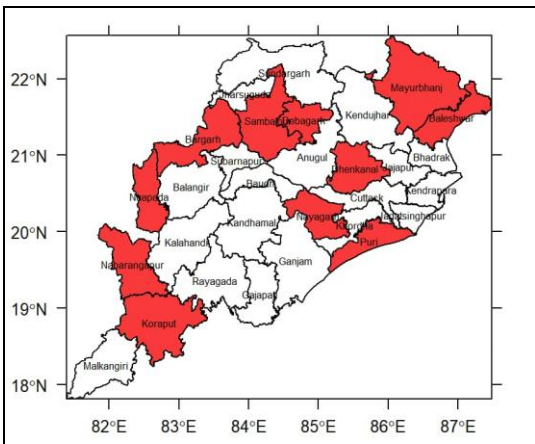 22°N
21°N
20°N
19°N
18°N
82°E 83°E 84°E 85°E 86°E 87°E
Sundargarh
Jharsuguda
Mayurbhanj
Sambalpur
Debagarh
Kendujhar
Baleshwar
Bargarh
Subarnapur
Anugul
Bhadrak
Dhenkanal
Jajapur
Nuapada
Balangir
Baudh
Cuttack
Kendrapara
Jagatsinghapur
Nayagarh
Khordha
Kandhamal
Puri
Kalahandi
Nabarangapur
Ganjam
Rayagada
Gajapati
Koraput
Malkangiri